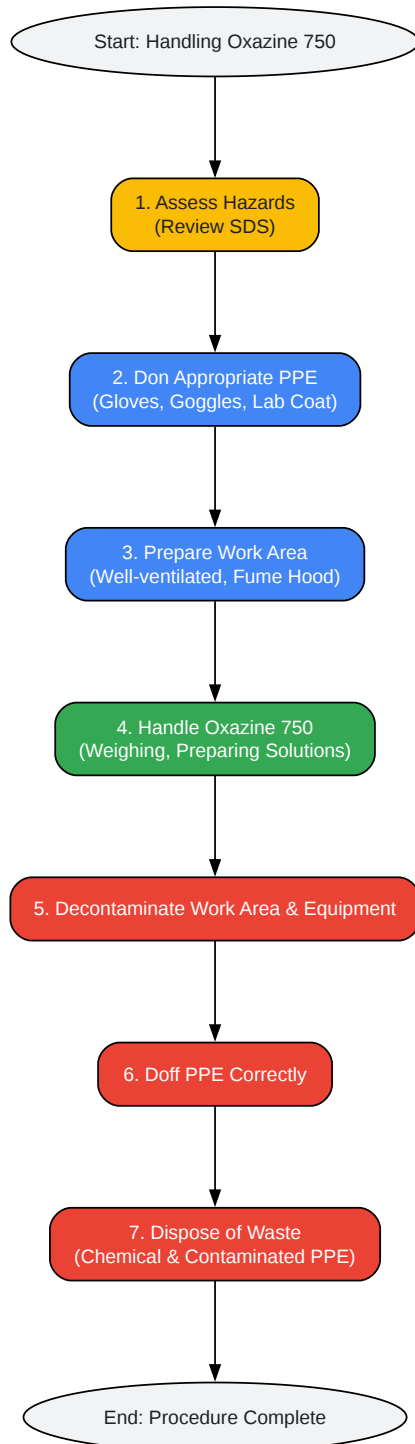 Start: Handling Oxazine 750
1. Assess Hazards
(Review SDS)
2. Don Appropriate PPE
(Gloves, Goggles, Lab Coat)
3. Prepare Work Area
(Well-ventilated, Fume Hood)
4. Handle Oxazine 750
(Weighing, Preparing Solutions)
5. Decontaminate Work Area & Equipment
6. Doff PPE Correctly
7. Dispose of Waste
(Chemical & Contaminated PPE)
End: Procedure Complete